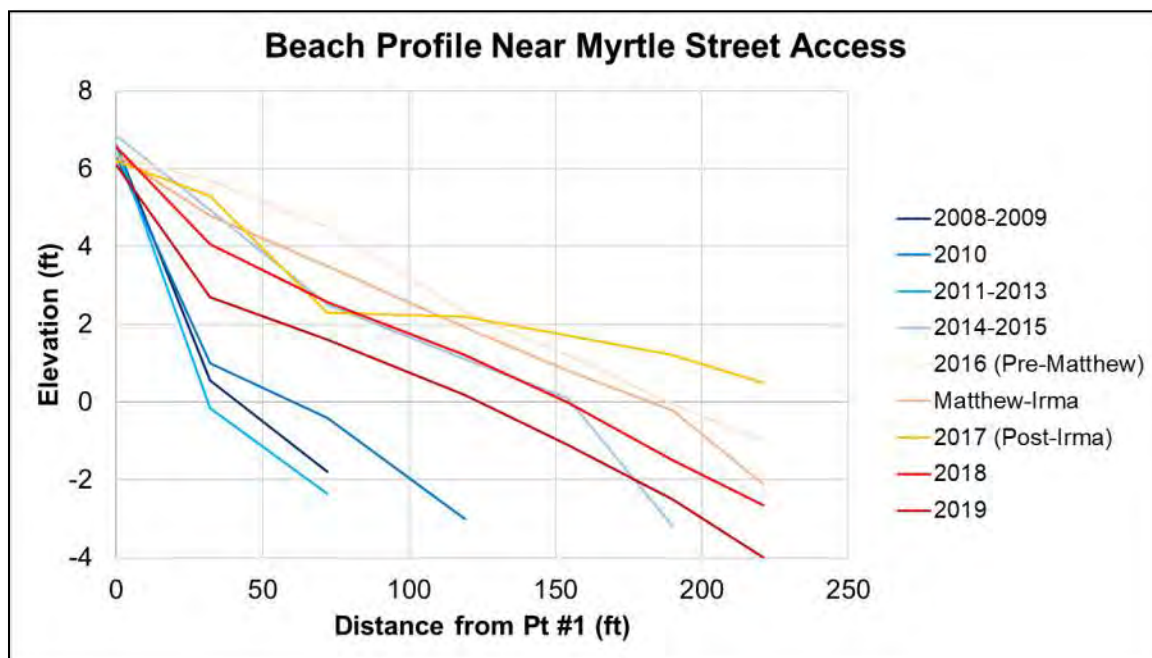 Beach Profile Near Myrtle Street Access
8
6
4
2
0
-2
-4
Elevation (ft)
0 50 100 150 200 250
Distance from Pt #1 (ft)
2008-2009
2010
2011-2013
2014-2015
2016 (Pre-Matthew)
Matthew-Irma
2017 (Post-Irma)
2018
2019